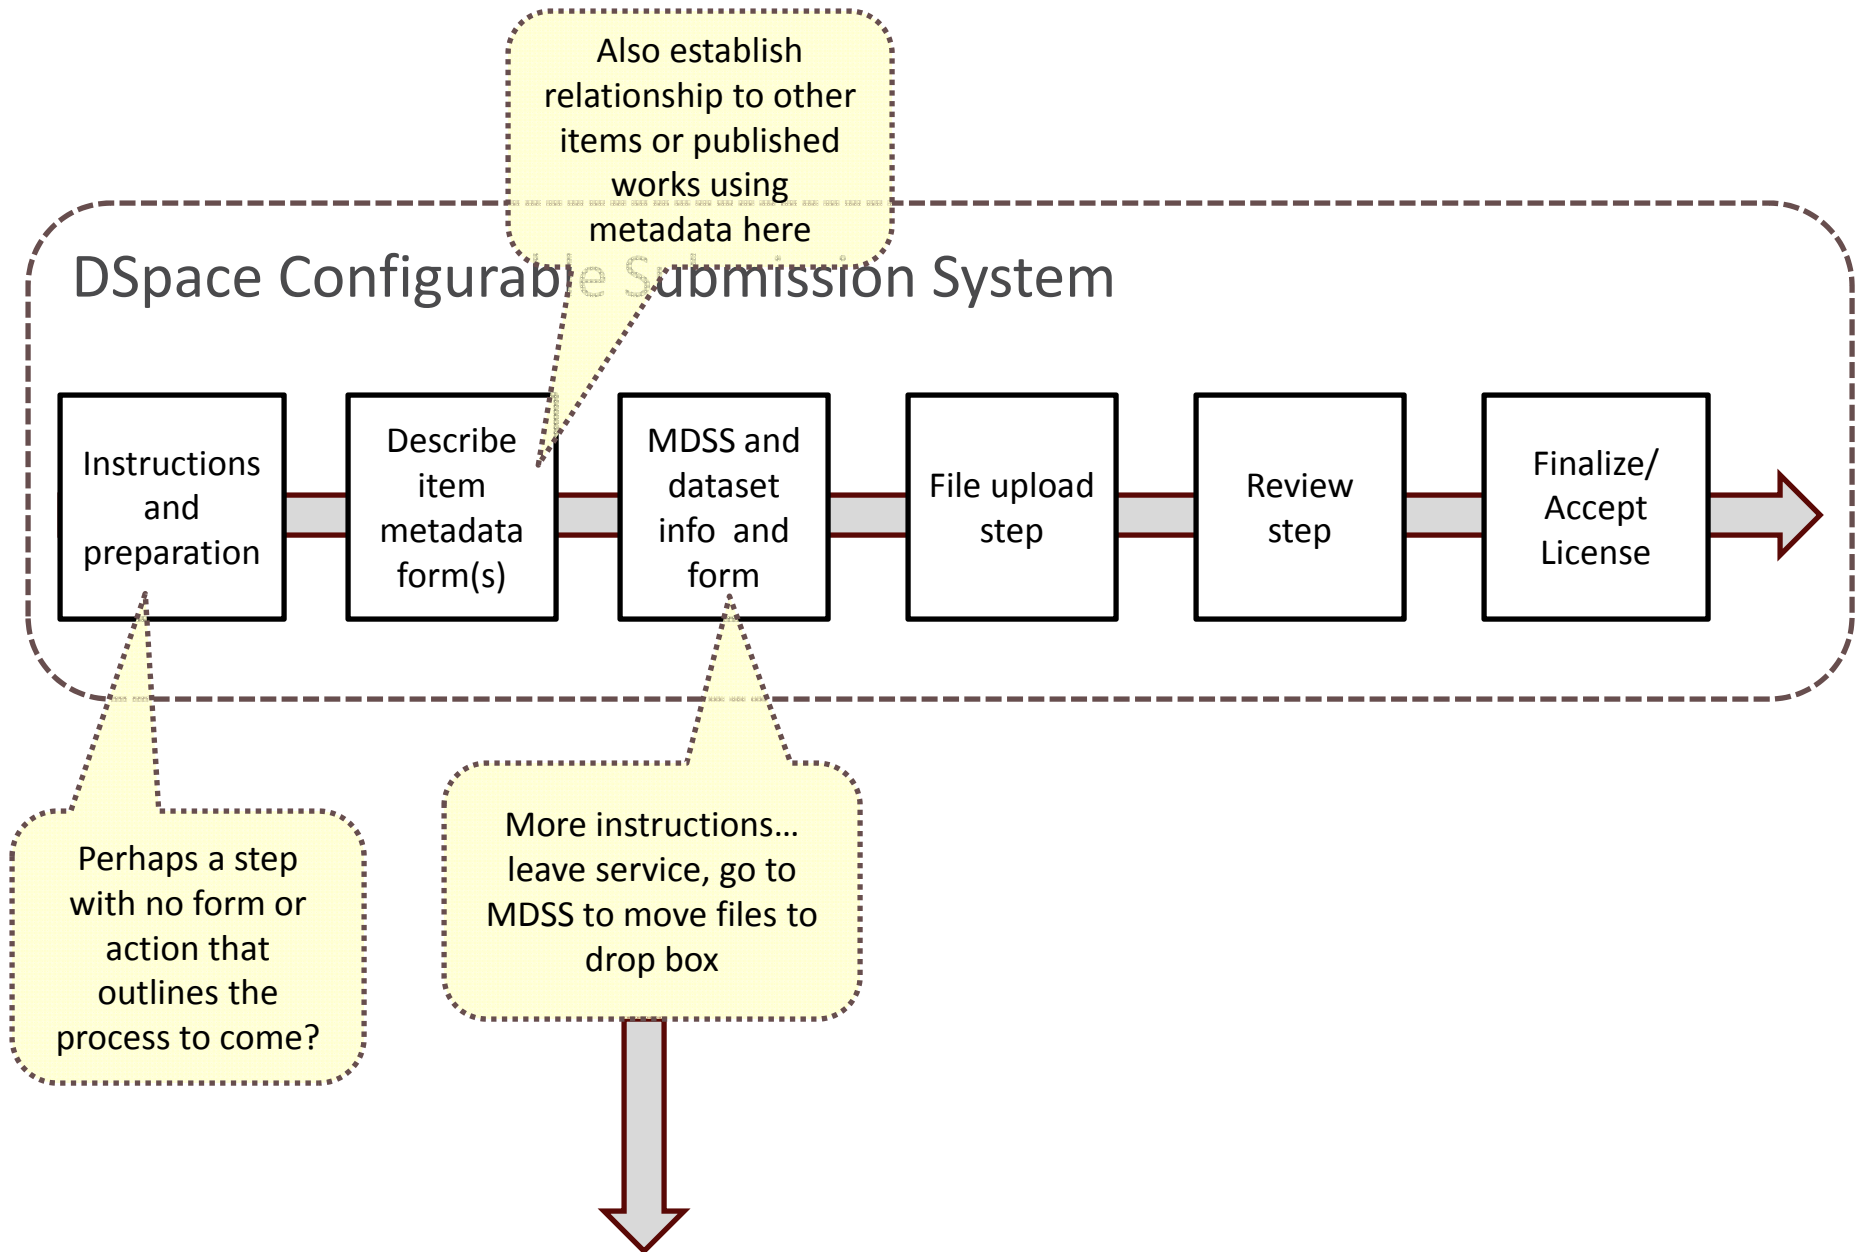 Also establish
relationship to other
items or published
works using
metadata here
DSpace Configurable Submission System
Instructions
and
preparation
Describe
item
metadata
form(s)
MDSS and
dataset
info  and
form
File upload
step
Review
step
Finalize/
Accept
License
Perhaps a step
with no form or
action that
outlines the
process to come?
More instructions…
leave service, go to
MDSS to move files to
drop box